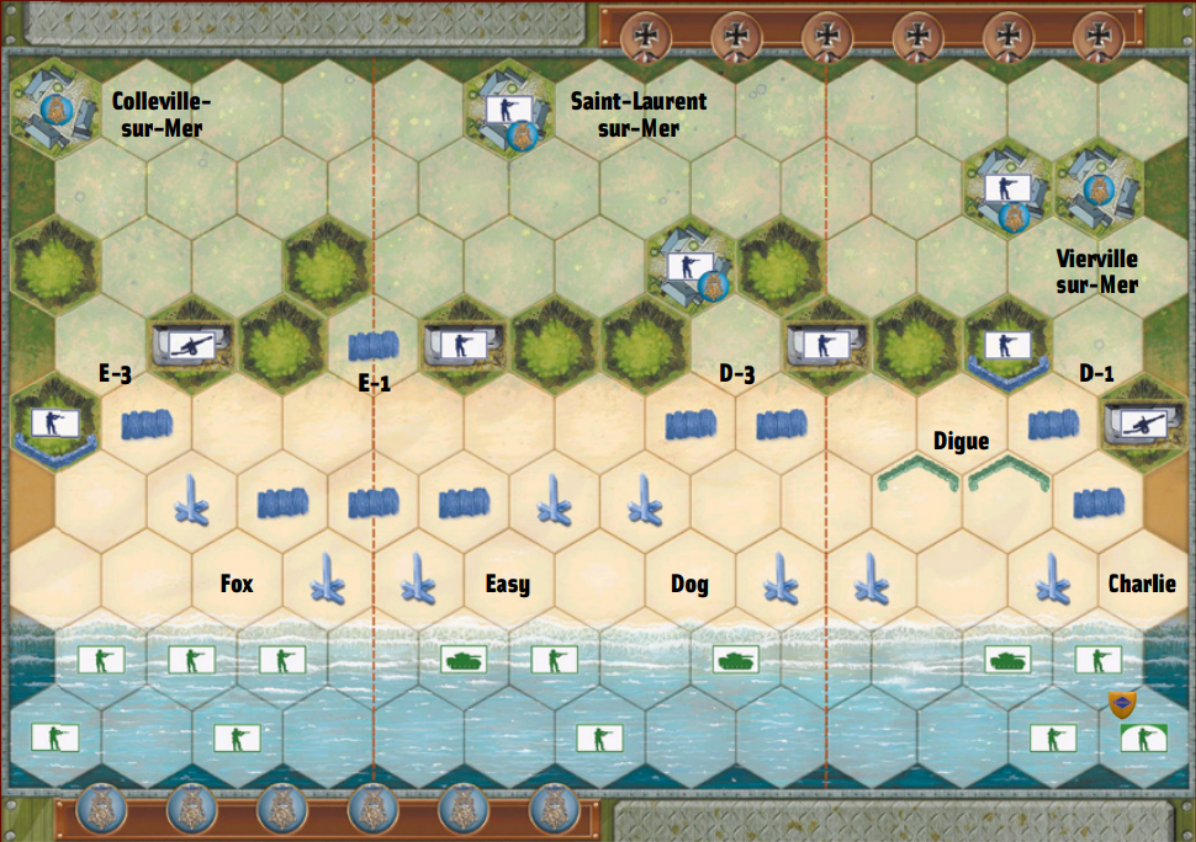 Colleville-
sur-Mer
Saint-Laurent
sur-Mer
Vierville
sur-Mer
E-3
E-1
D-3
D-1
Digue
Fox
Easy
Dog
Charlie